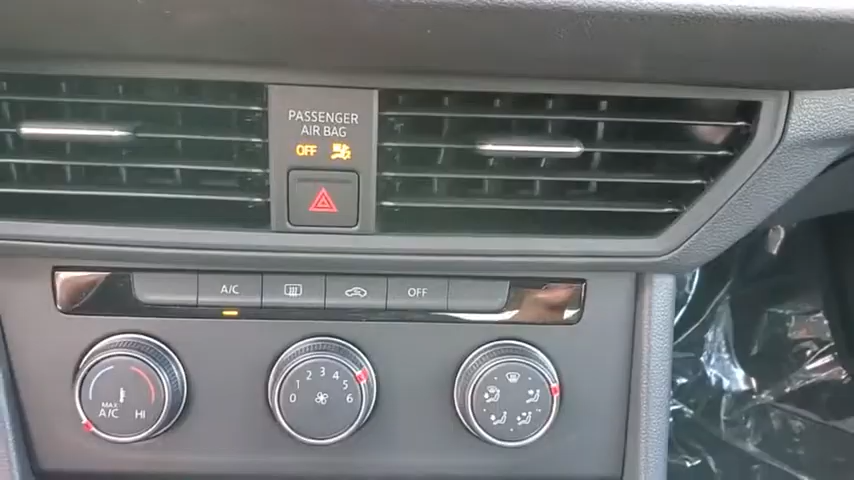 PASSENGER
AIR BAG
OFF
A/C OFF
MAX
A/C HI
0 1 2 3 4 5 6